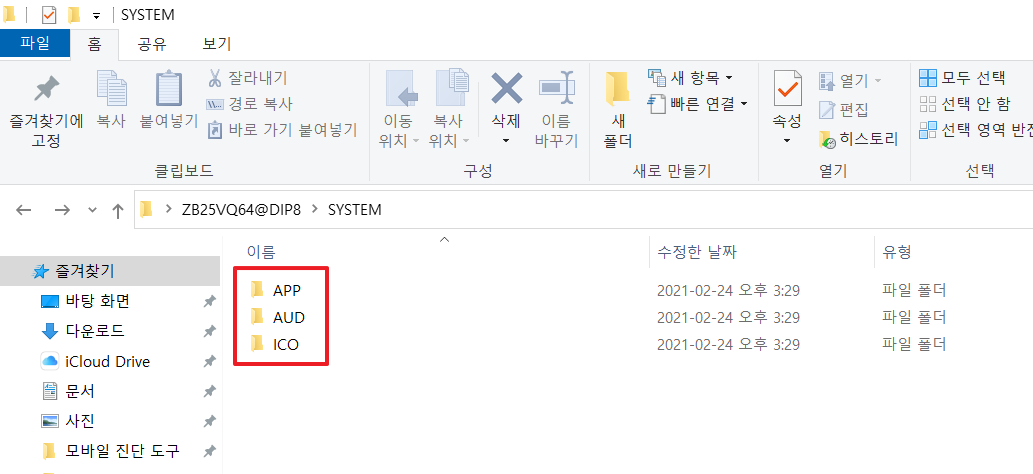 SYSTEM
파일 홈 공유 보기
즐겨찾기에 고정
복사
붙여넣기
잘라내기
경로 복사
바로 가기 붙여넣기
클립보드
이동 위치
복사 위치
삭제
이름 바꾸기
구성
새 폴더
새 항목
빠른 연결
새로 만들기
속성
열기
편집
히스토리
열기
모두 선택
선택 안 함
선택 영역 반전
선택
ZB25VQ64@DIP8 SYSTEM
이름 수정한 날짜 유형
즐겨찾기
바탕 화면
다운로드
iCloud Drive
문서
사진
모바일 진단 도구
APP 2021-02-24 오후 3:29 파일 폴더
AUD 2021-02-24 오후 3:29 파일 폴더
ICO 2021-02-24 오후 3:29 파일 폴더